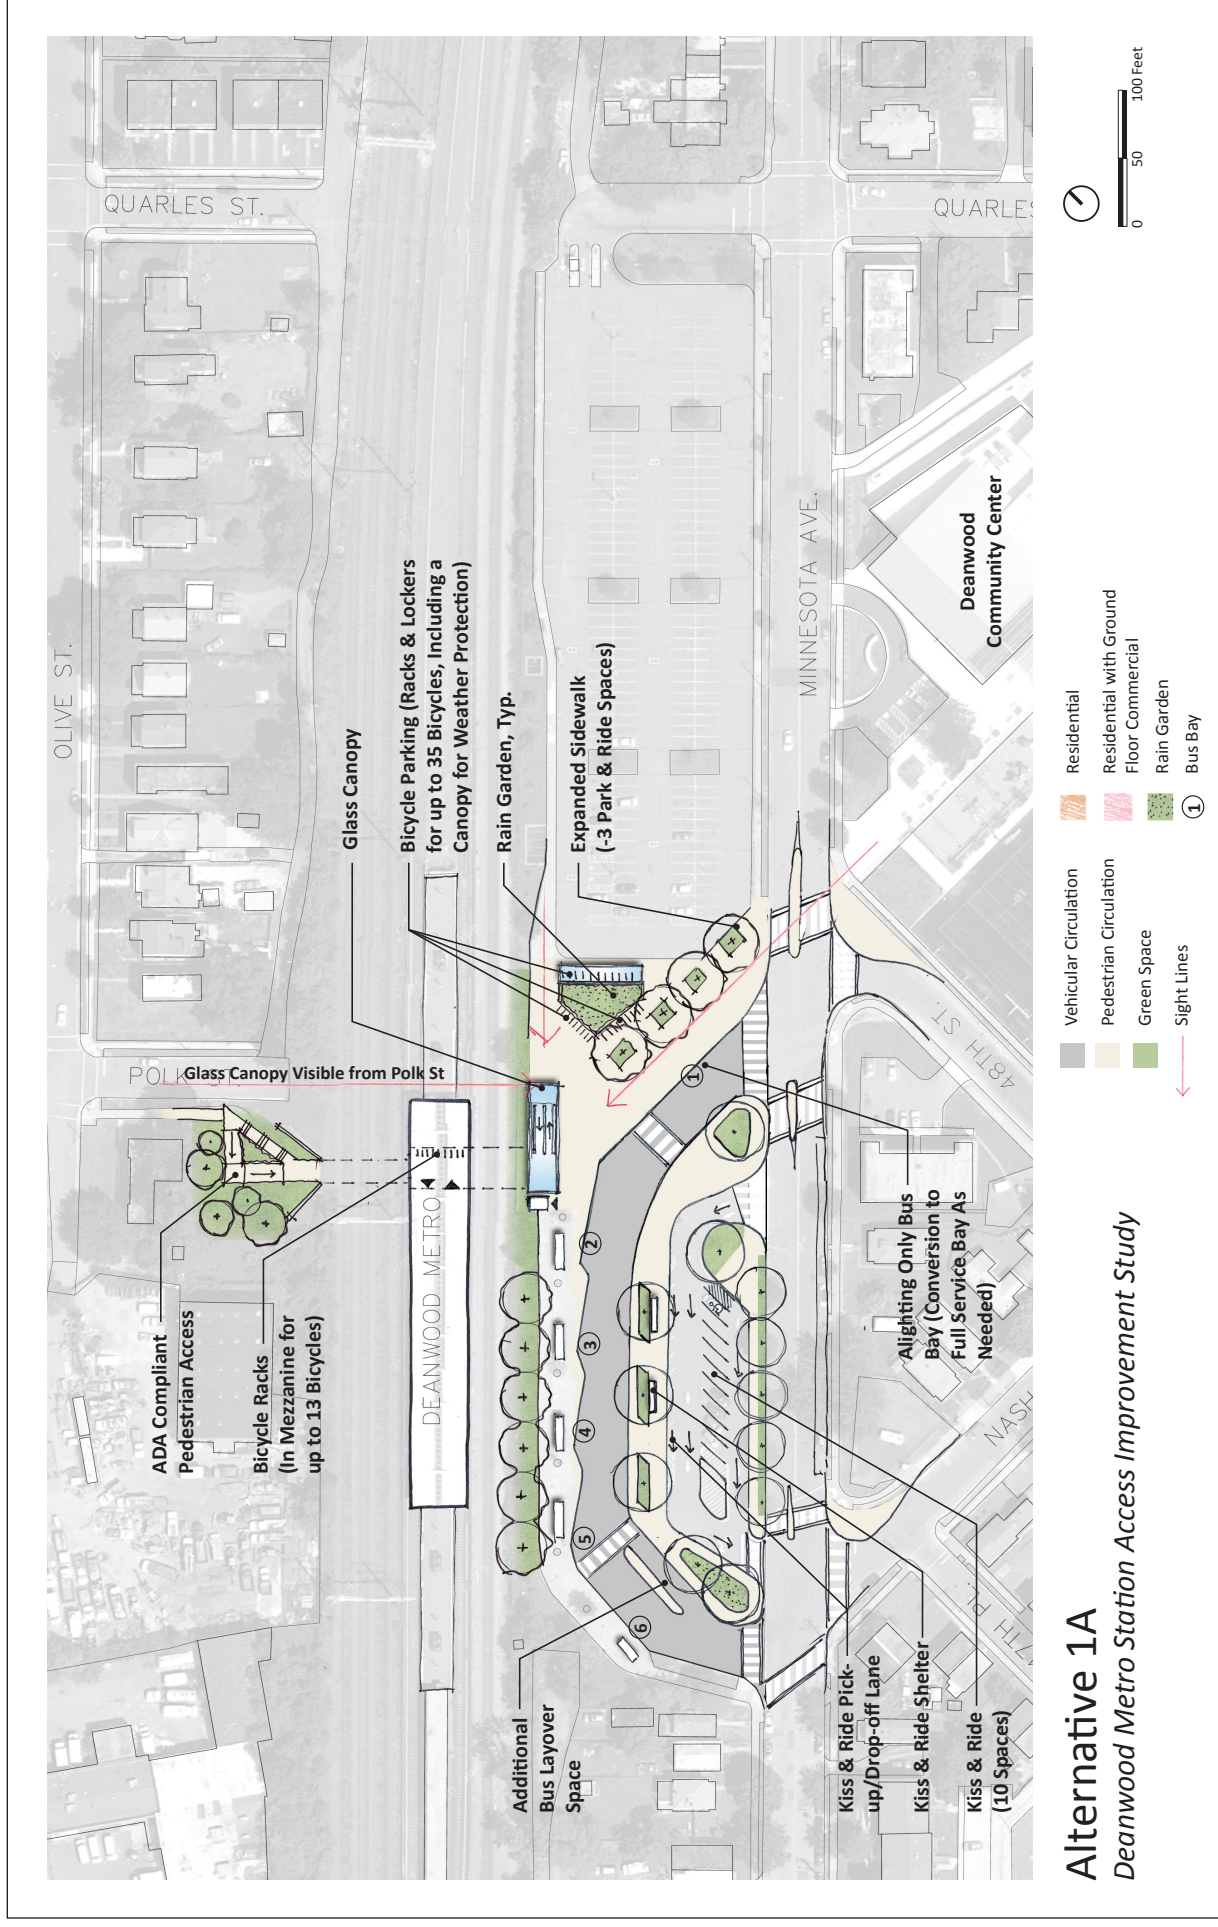 OLIVE ST.
QUARLES ST.
POLK ST.
Glass Canopy Visible from Polk St
ADA Compliant
Pedestrian Access
Bicycle Racks
(In Mezzanine for
up to 13 Bicycles)
Glass Canopy
Bicycle Parking (Racks & Lockers
for up to 35 Bicycles, Including a
Canopy for Weather Protection)
Rain Garden, Typ.
Expanded Sidewalk
(-3 Park & Ride Spaces)
DEANWOOD METRO
1
2
3
4
5
6
Additional
Bus Layover
Space
MINNESOTA AVE.
QUARLES
Deanwood
Community Center
48TH ST.
Alighting Only Bus
Bay (Conversion to
Full Service Bay As
Needed)
NASH
47TH PL.
Kiss & Ride Pick-
up/Drop-off Lane
Kiss & Ride Shelter
Kiss & Ride
(10 Spaces)
Alternative 1A
Deanwood Metro Station Access Improvement Study
Vehicular Circulation
Pedestrian Circulation
Green Space
Sight Lines
Residential
Residential with Ground
Floor Commercial
Rain Garden
1 Bus Bay
0 50 100 Feet